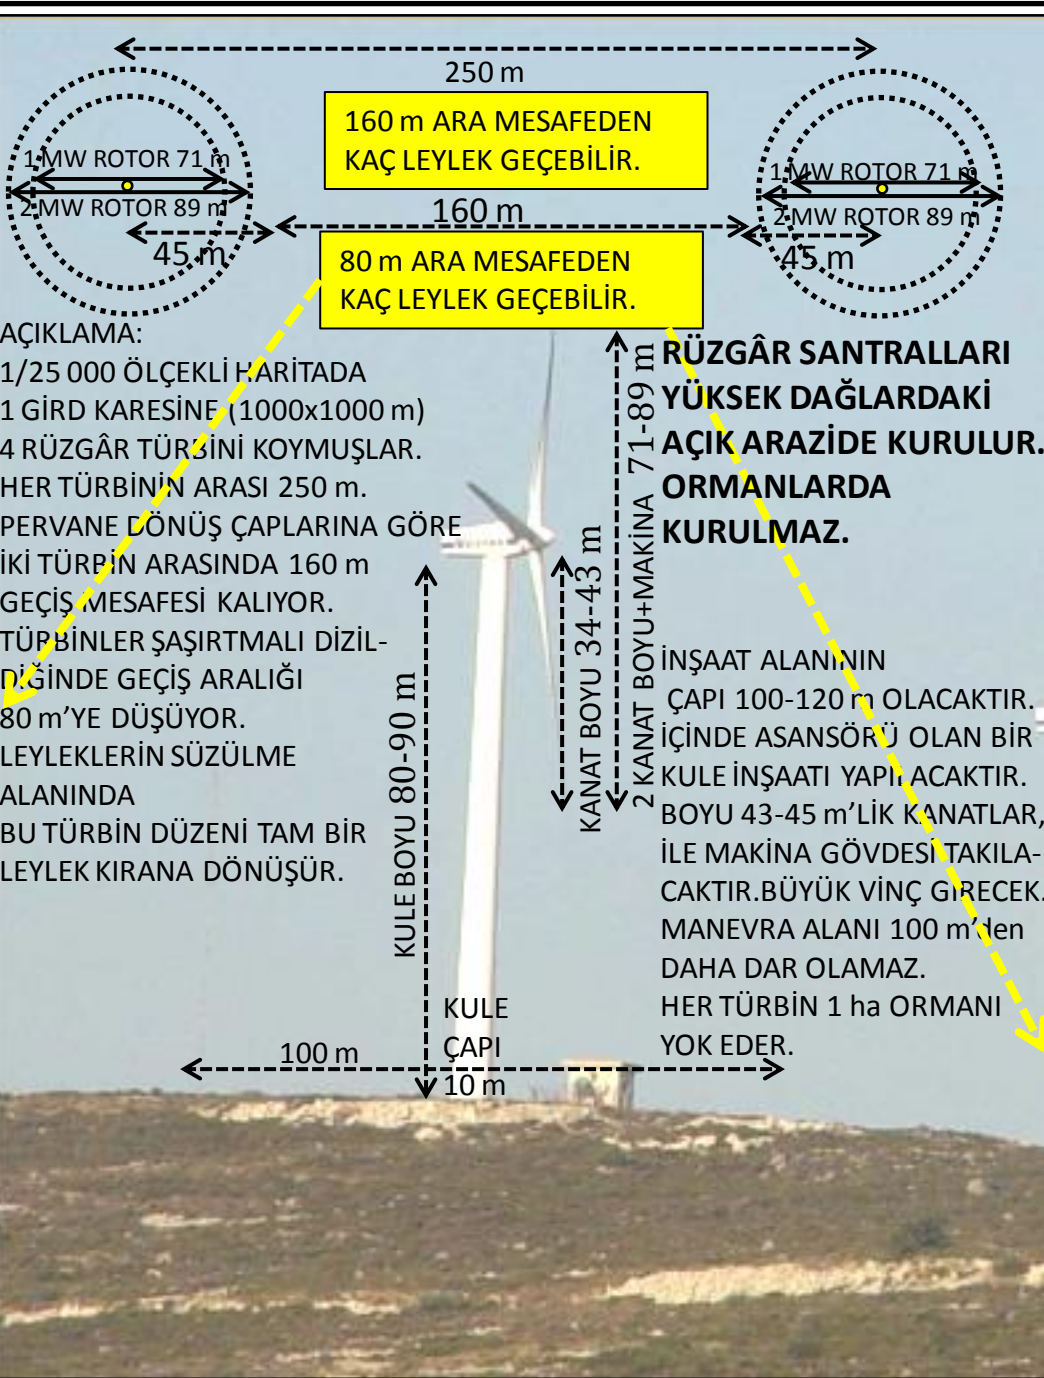 250 m
160 m ARA MESAFEDEN
KAÇ LEYLEK GEÇEBİLİR.
1 MW ROTOR 71 m
2 MW ROTOR 89 m
45 m
160 m
1 MW ROTOR 71 m
2 MW ROTOR 89 m
45 m
80 m ARA MESAFEDEN
KAÇ LEYLEK GEÇEBİLİR.
AÇIKLAMA:
1/25 000 ÖLÇEKLİ HARİTADA
1 GİRD KARESİNE (1000x1000 m)
4 RÜZGÂR TÜRBİNİ KOYMUŞLAR.
HER TÜRBİNİN ARASI 250 m.
PERVANE DÖNÜŞ ÇAPLARINA GÖRE
İKİ TÜRBİN ARASINDA 160 m
GEÇİŞ MESAFESİ KALIYOR.
TÜRBİNLER ŞAŞIRTMALI DİZİL-
DİĞİNDE GEÇİŞ ARALIĞI
80 m’YE DÜŞÜYOR.
LEYLEKLERİN SÜZÜLME
ALANINDA
BU TÜRBİN DÜZENİ TAM BİR
LEYLEK KIRANA DÖNÜŞÜR.
KULE BOYU 80-90 m
KANAT BOYU 34-43 m
2 KANAT BOYU+MAKİNA 71-89 m
RÜZGÂR SANTRALLARI
YÜKSEK DAĞLARDAKİ
AÇIK ARAZİDE KURULUR.
ORMANLARDA
KURULMAZ.
İNŞAAT ALANININ
ÇAPI 100-120 m OLACAKTIR.
İÇİNDE ASANSÖRÜ OLAN BİR
KULE İNŞAATI YAPILACAKTIR.
BOYU 43-45 m’LİK KANATLAR,
İLE MAKİNA GÖVDESİ TAKILA-
CAKTIR.BÜYÜK VİNÇ GİRECEK.
MANEVRA ALANI 100 m’den
DAHA DAR OLAMAZ.
HER TÜRBİN 1 ha ORMANI
YOK EDER.
100 m
KULE
ÇAPI
10 m